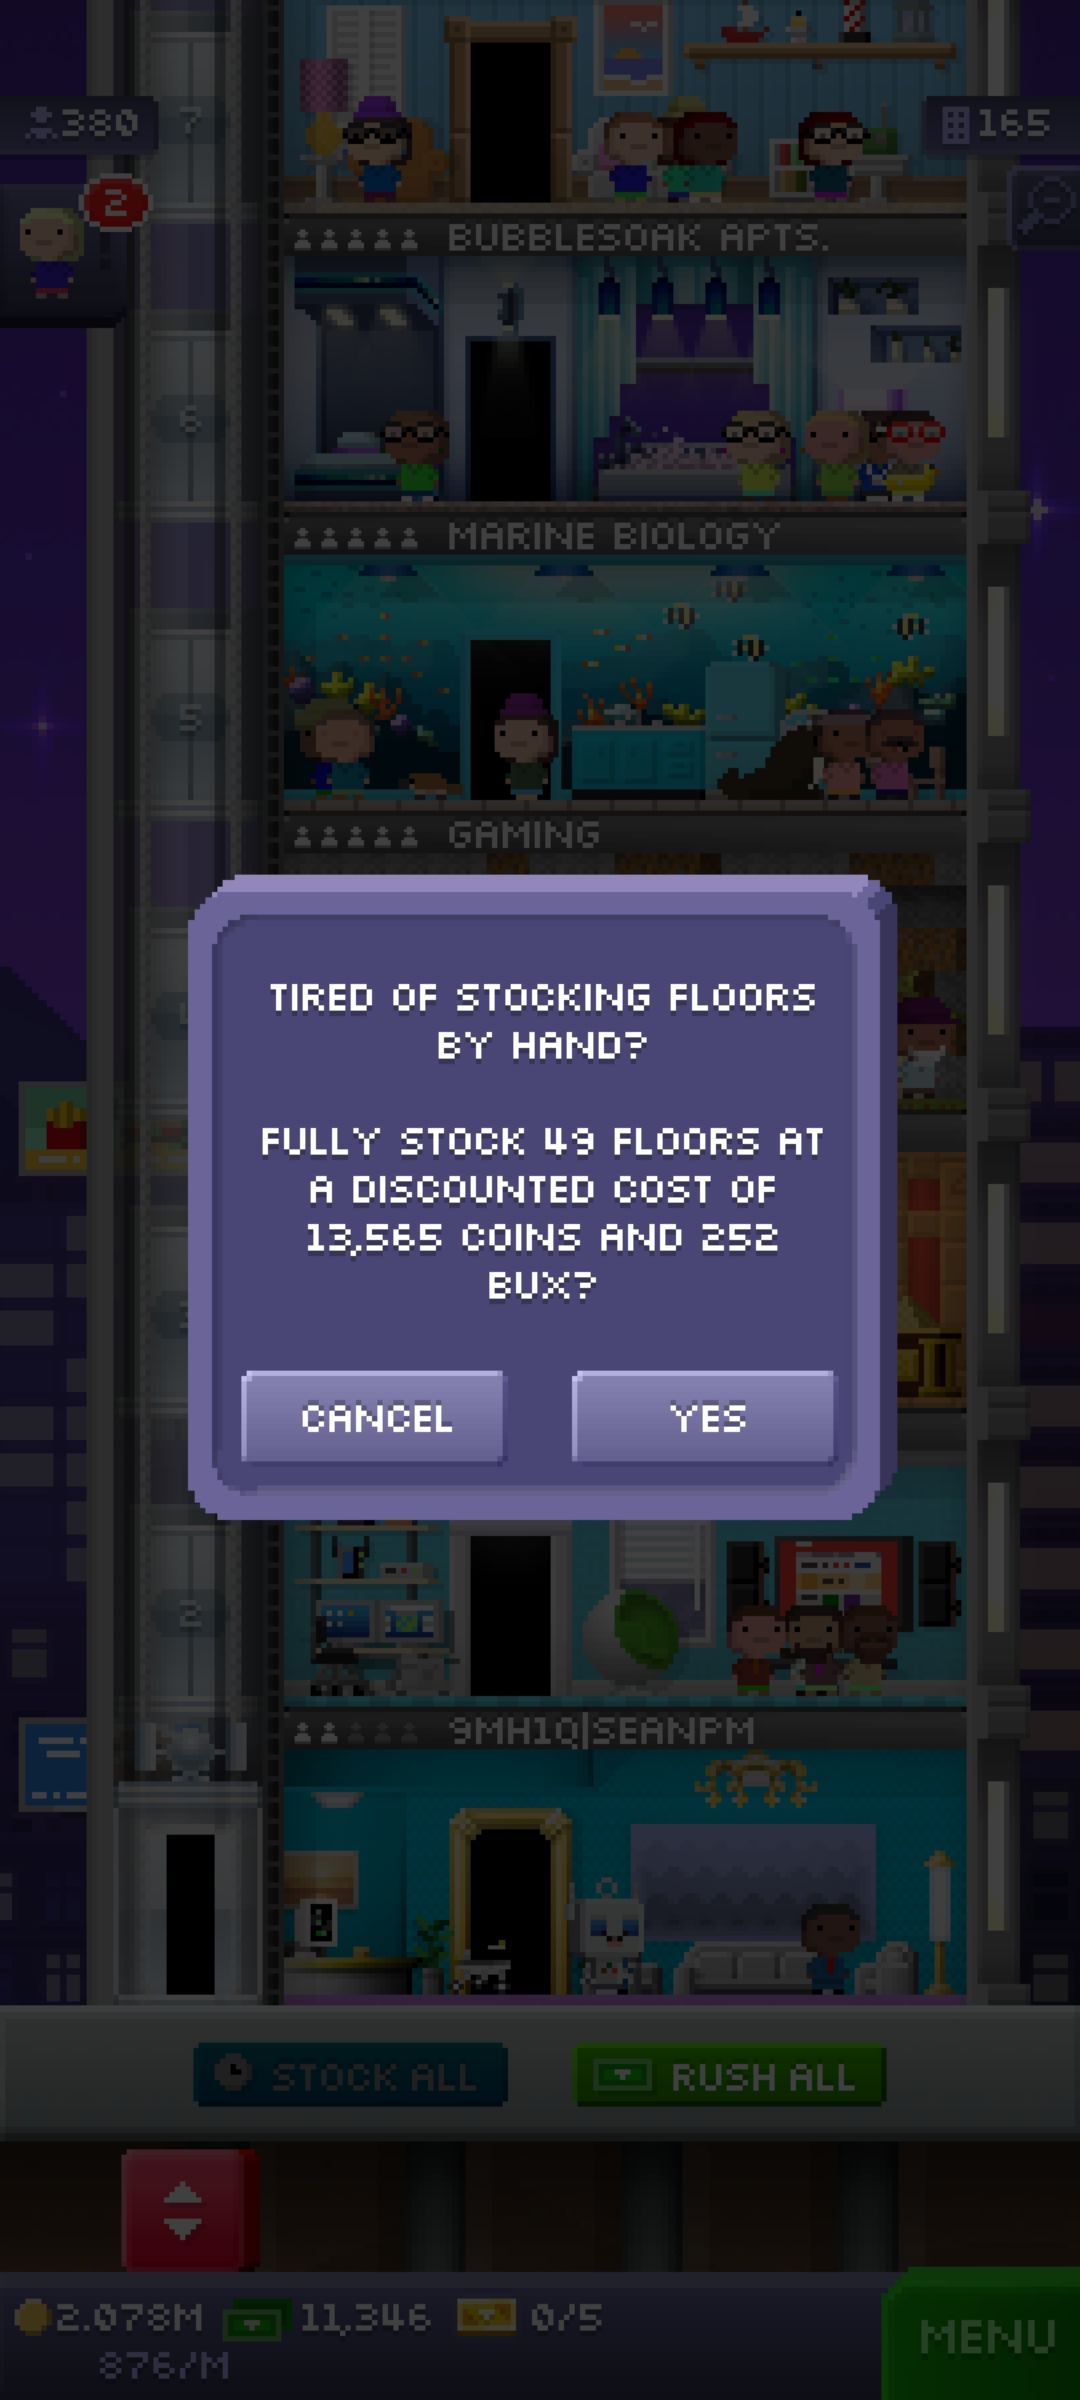 380
7
165
2
BUBBLESOAK APTS.
6
MARINE BIOLOGY
5
GAMING
TIRED OF STOCKING FLOORS
BY HAND?
FULLY STOCK 49 FLOORS AT
A DISCOUNTED COST OF
13,565 COINS AND 252
BUX?
CANCEL
YES
2
9MH1Q|SEANPM
STOCK ALL
RUSH ALL
2.078M
11,346
0/5
876/M
MENU